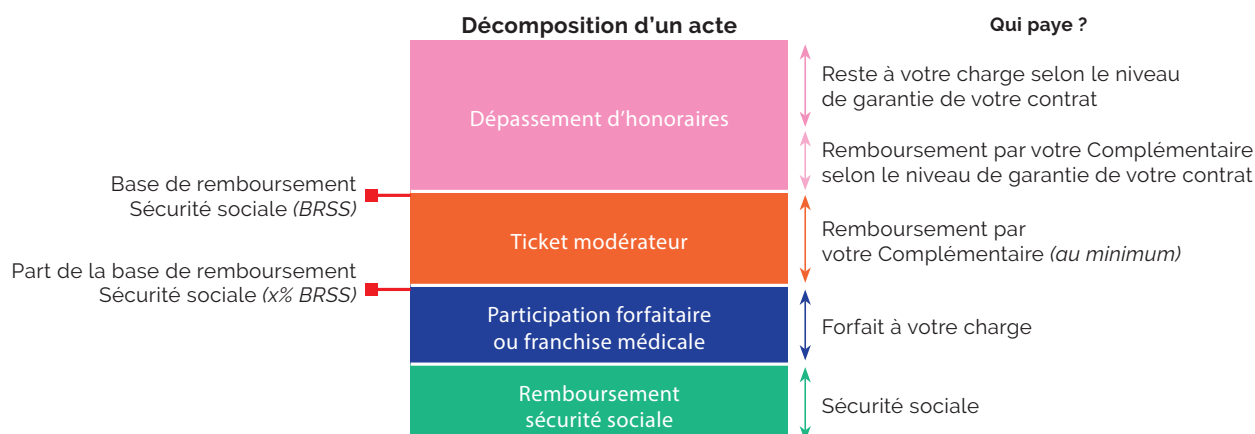 Décomposition d'un acte
Qui paye ?
Dépassement d'honoraires
Reste à votre charge selon le niveau
de garantie de votre contrat
Remboursement par votre Complémentaire
selon le niveau de garantie de votre contrat
Base de remboursement
Sécurité sociale (BRSS)
Ticket modérateur
Remboursement par
votre Complémentaire (au minimum)
Part de la base de remboursement
Sécurité sociale (x% BRSS)
Participation forfaitaire
ou franchise médicale
Forfait à votre charge
Remboursement
sécurité sociale
Sécurité sociale